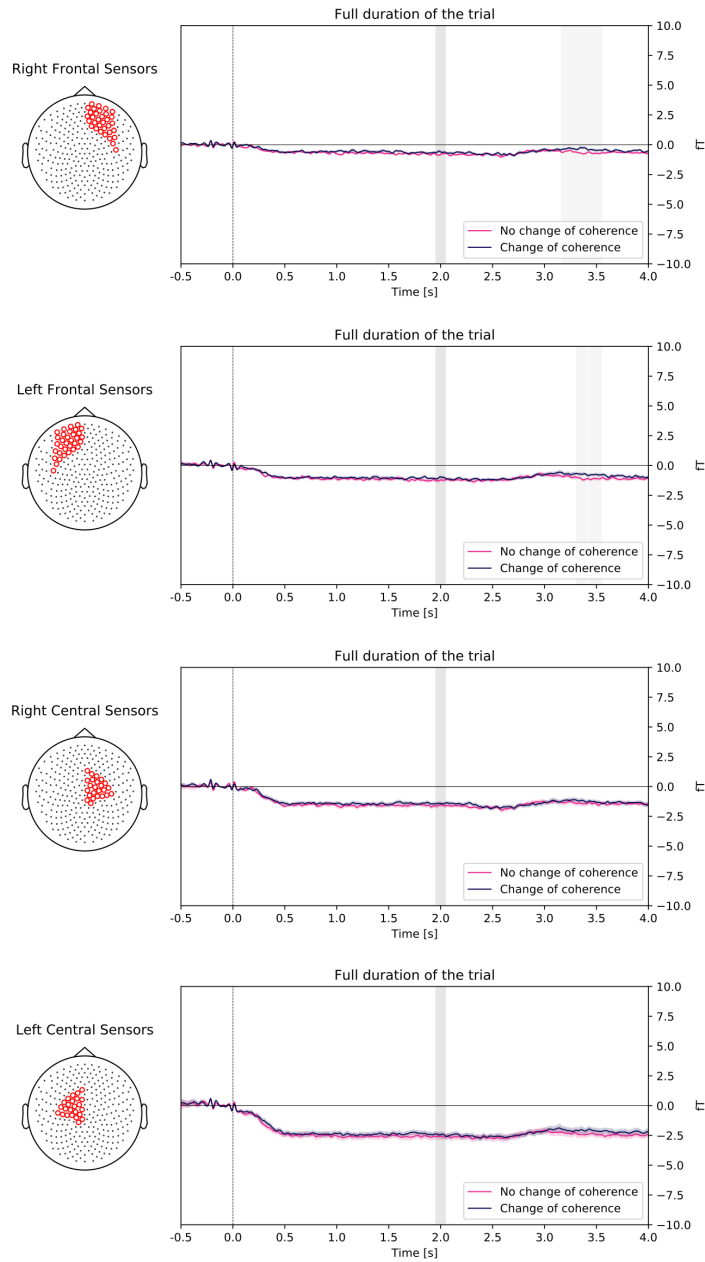 Full duration of the trial
Right Frontal Sensors
10.0
7.5
5.0
2.5
0.0
−2.5
−5.0
−7.5
−10.0
fT
No change of coherence
Change of coherence
-0.5 0.0 0.5 1.0 1.5 2.0 2.5 3.0 3.5 4.0
Time [s]
Full duration of the trial
Left Frontal Sensors
10.0
7.5
5.0
2.5
0.0
−2.5
−5.0
−7.5
−10.0
fT
No change of coherence
Change of coherence
-0.5 0.0 0.5 1.0 1.5 2.0 2.5 3.0 3.5 4.0
Time [s]
Full duration of the trial
Right Central Sensors
10.0
7.5
5.0
2.5
0.0
−2.5
−5.0
−7.5
−10.0
fT
No change of coherence
Change of coherence
-0.5 0.0 0.5 1.0 1.5 2.0 2.5 3.0 3.5 4.0
Time [s]
Full duration of the trial
Left Central Sensors
10.0
7.5
5.0
2.5
0.0
−2.5
−5.0
−7.5
−10.0
fT
No change of coherence
Change of coherence
-0.5 0.0 0.5 1.0 1.5 2.0 2.5 3.0 3.5 4.0
Time [s]